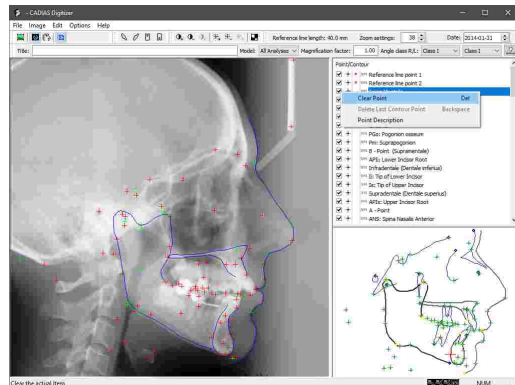 CADIAS Digitizer
File Image Edit Options Help
Reference line length: 40.0 mm Zoom settings: 38 Date: 2014-01-31
Title: Model: All Analyses Magnification factor: 1.00 Angle class R/L: Class I Class I
Point/Contour
Reference line point 1
Reference line point 2
Clear Point Del
Delete Last Contour Point Backspace
Point Description
PGo: Pogonion osseum
Pm: Suprapogonion
B - Point (Supramentale)
APIi: Lower Incisor Root
Infradentale (Dentale inferius)
Ii: Tip of Lower Incisor
Is: Tip of Upper Incisor
Supradentale (Dentale superius)
APIs: Upper Incisor Root
A - Point
ANS: Spina Nasalis Anterior
Clear the actual item
NUM